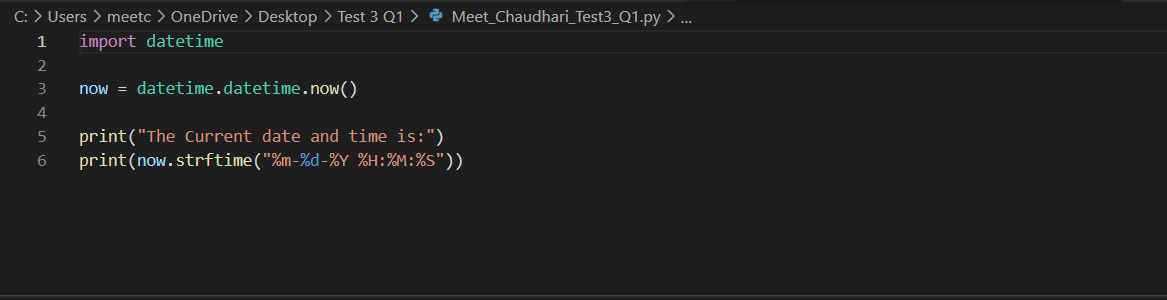 C: > Users > meetc > OneDrive > Desktop > Test 3 Q1 > Meet_Chaudhari_Test3_Q1.py > ...
1 import datetime
2
3 now = datetime.datetime.now()
4
5 print("The Current date and time is:")
6 print(now.strftime("%m-%d-%Y %H:%M:%S"))